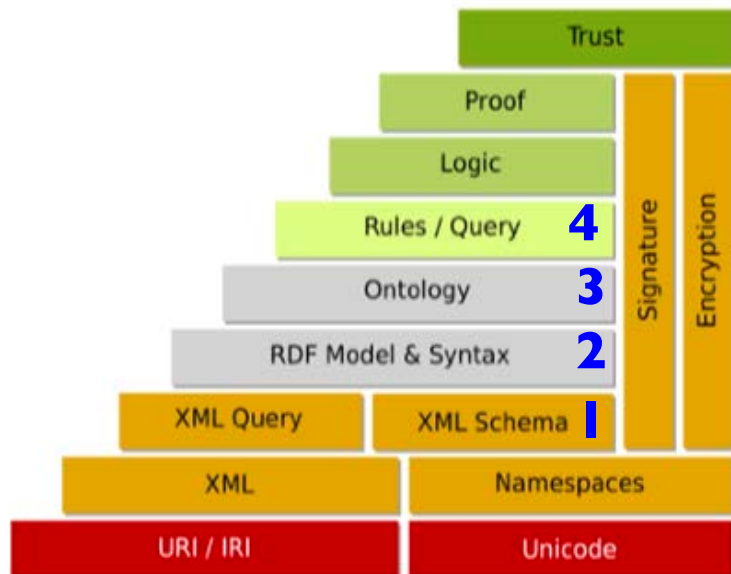 Trust
Proof
Logic
Rules / Query 4
Ontology 3
RDF Model & Syntax 2
Signature
Encryption
XML Query
XML Schema 1
XML
Namespaces
URI / IRI
Unicode